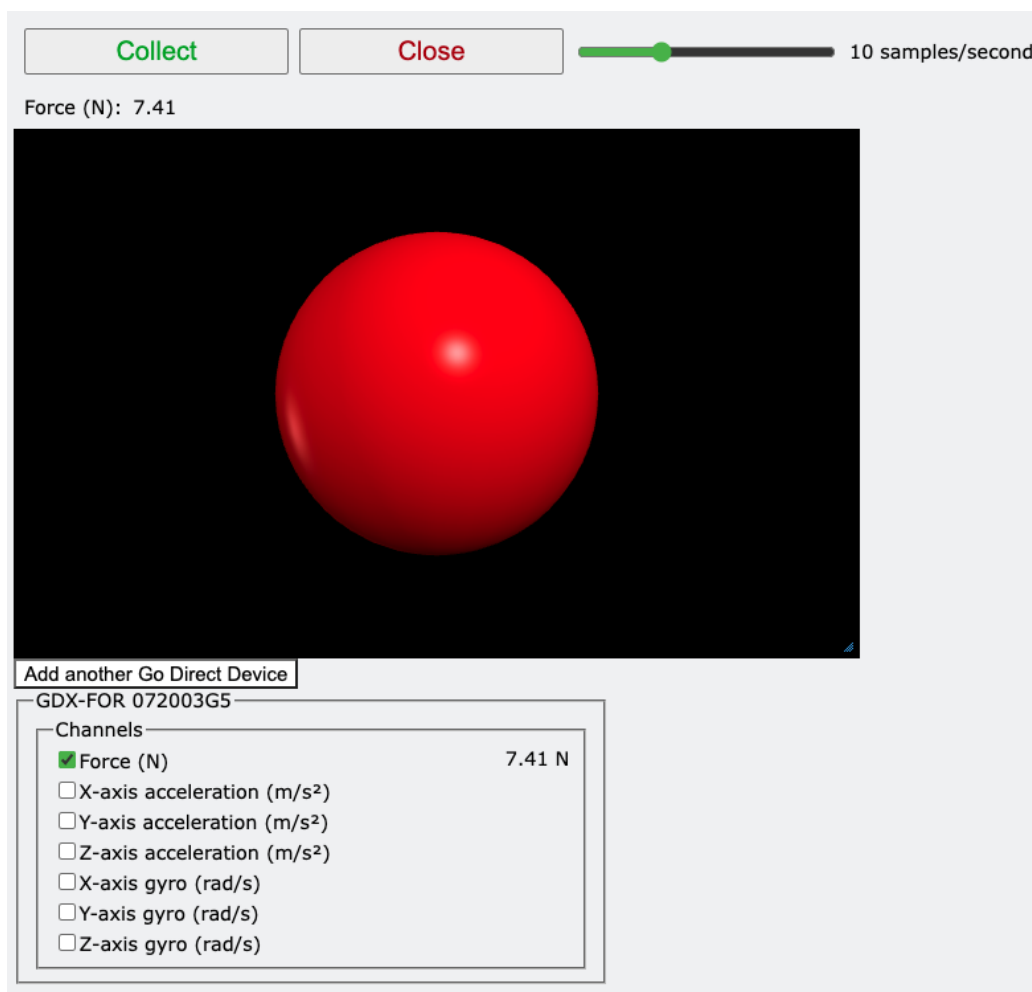 Collect Close 10 samples/second
Force (N): 7.41
Add another Go Direct Device
GDX-FOR 072003G5
Channels
Force (N) 7.41 N
X-axis acceleration (m/s²)
Y-axis acceleration (m/s²)
Z-axis acceleration (m/s²)
X-axis gyro (rad/s)
Y-axis gyro (rad/s)
Z-axis gyro (rad/s)